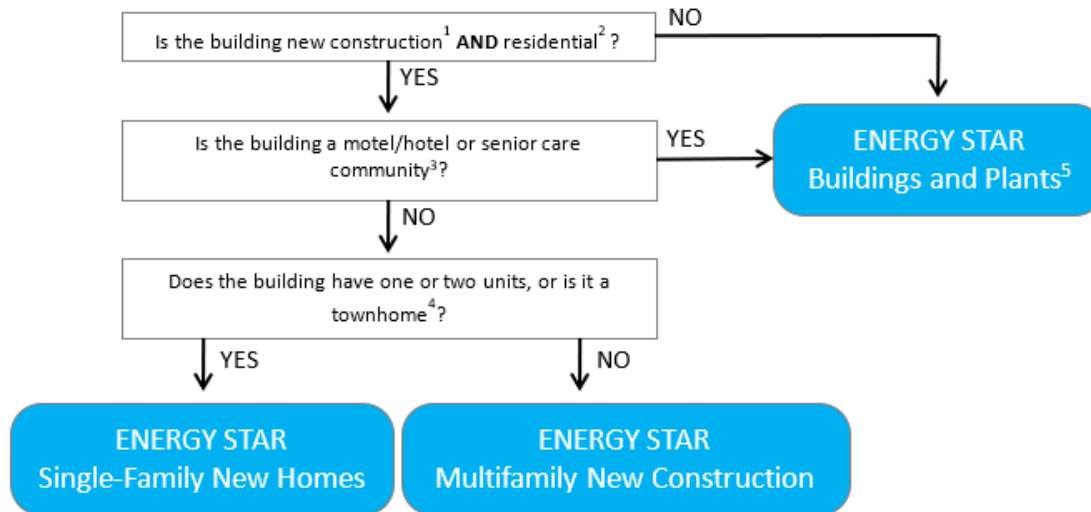 Is the building new construction¹ AND residential² ?
NO
YES
Is the building a motel/hotel or senior care
community³?
YES
ENERGY STAR
Buildings and Plants⁵
NO
Does the building have one or two units, or is it a
townhome⁴?
YES
NO
ENERGY STAR
Single-Family New Homes
ENERGY STAR
Multifamily New Construction